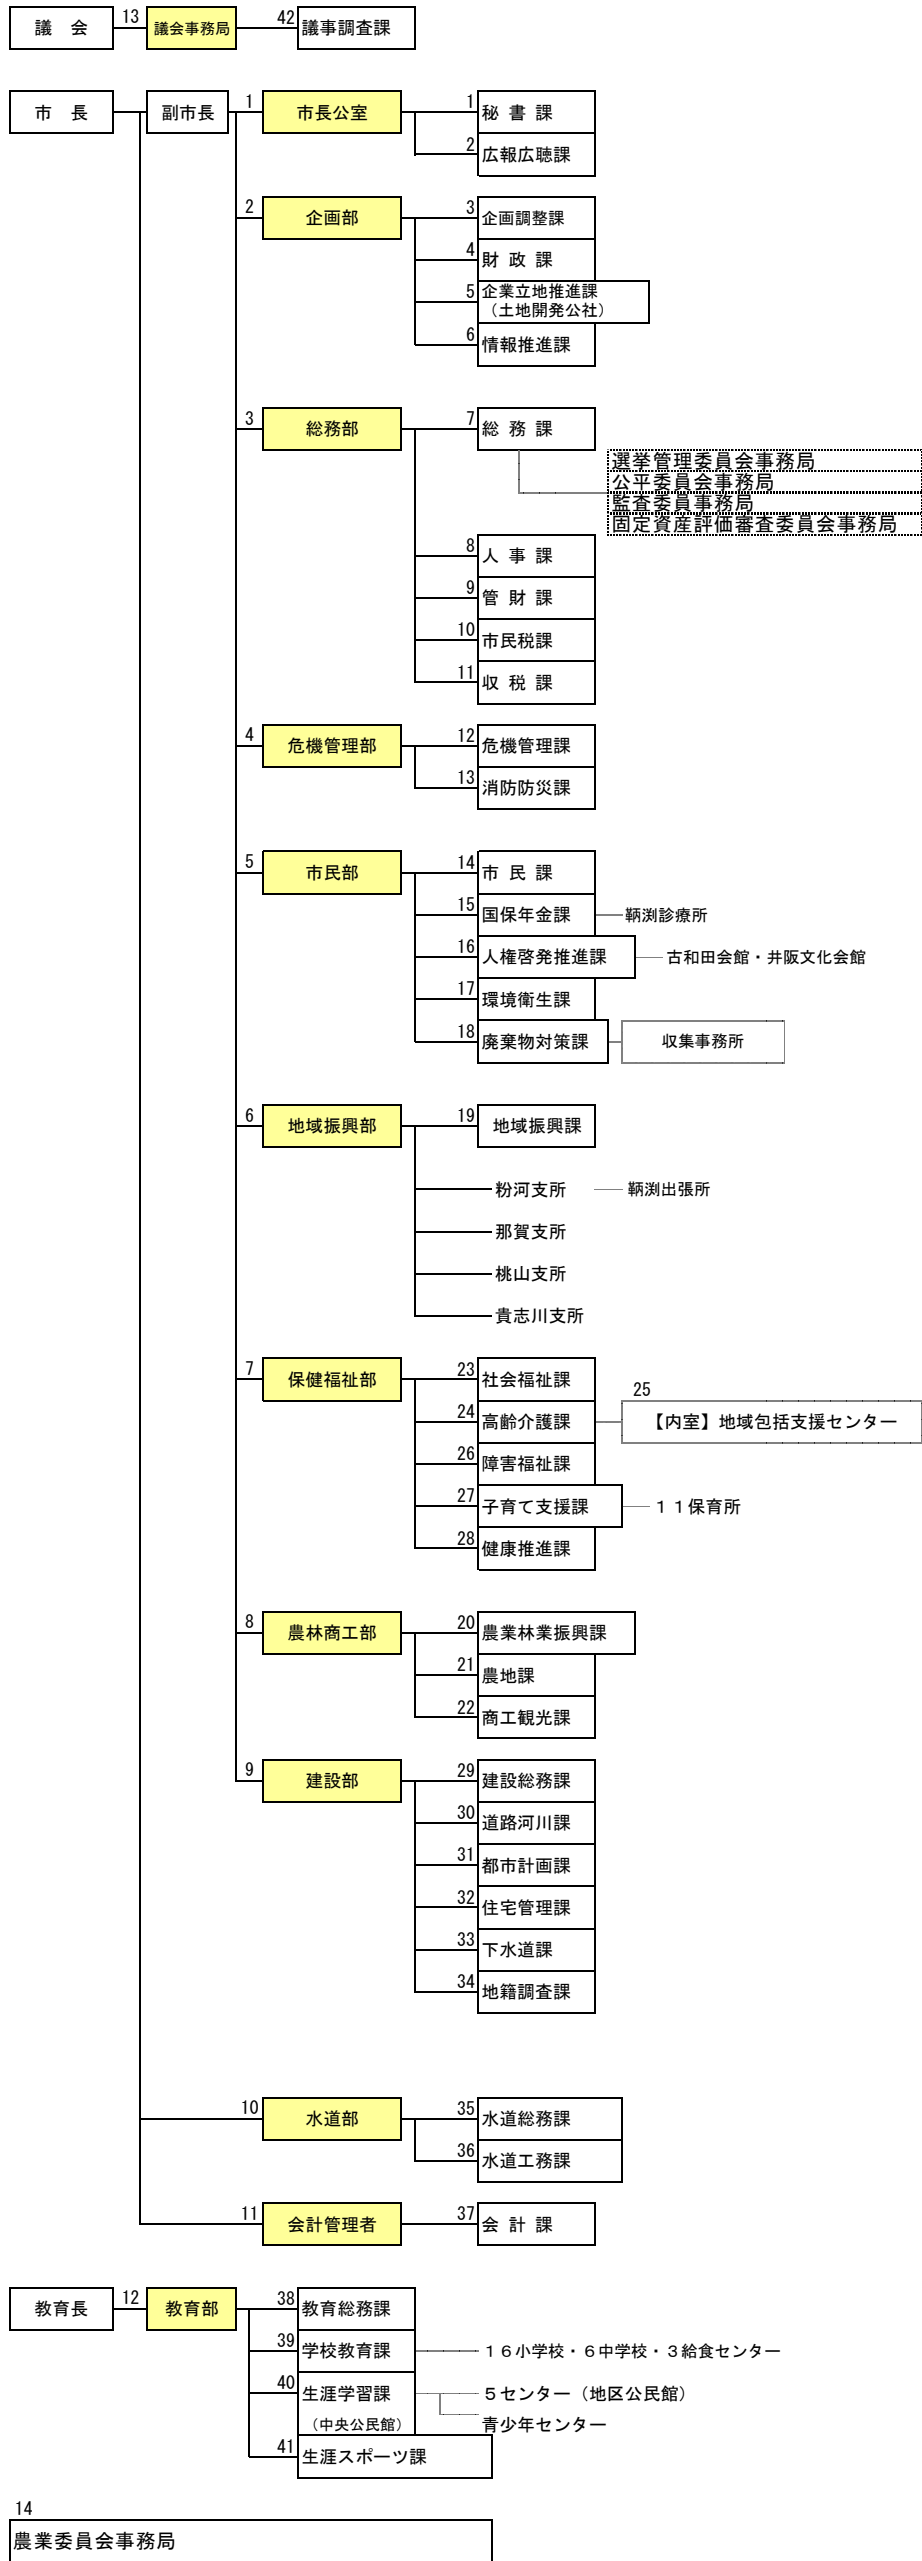 議　会 13 議会事務局 42 議事調査課
市　長 副市長 1 市長公室 1 秘 書 課
2 広報広聴課
2 企画部 3 企画調整課
4 財 政 課
5 企業立地推進課
（土地開発公社）
6 情報推進課
3 総務部 7 総 務 課
選挙管理委員会事務局
公平委員会事務局
監査委員事務局
固定資産評価審査委員会事務局
8 人 事 課
9 管 財 課
10 市民税課
11 収 税 課
4 危機管理部 12 危機管理課
13 消防防災課
5 市民部 14 市 民 課
15 国保年金課 鞆渕診療所
16 人権啓発推進課 古和田会館・井阪文化会館
17 環境衛生課
18 廃棄物対策課 収集事務所
6 地域振興部 19 地域振興課
粉河支所 鞆渕出張所
那賀支所
桃山支所
貴志川支所
7 保健福祉部 23 社会福祉課
25
24 高齢介護課 【内室】地域包括支援センター
26 障害福祉課
27 子育て支援課 １１保育所
28 健康推進課
8 農林商工部 20 農業林業振興課
21 農地課
22 商工観光課
9 建設部 29 建設総務課
30 道路河川課
31 都市計画課
32 住宅管理課
33 下水道課
34 地籍調査課
10 水道部 35 水道総務課
36 水道工務課
11 会計管理者 37 会 計 課
教育長 12 教育部 38 教育総務課
39 学校教育課 １６小学校・６中学校・３給食センター
40 生涯学習課 ５センター（地区公民館）
（中央公民館） 青少年センター
41 生涯スポーツ課
14
農業委員会事務局